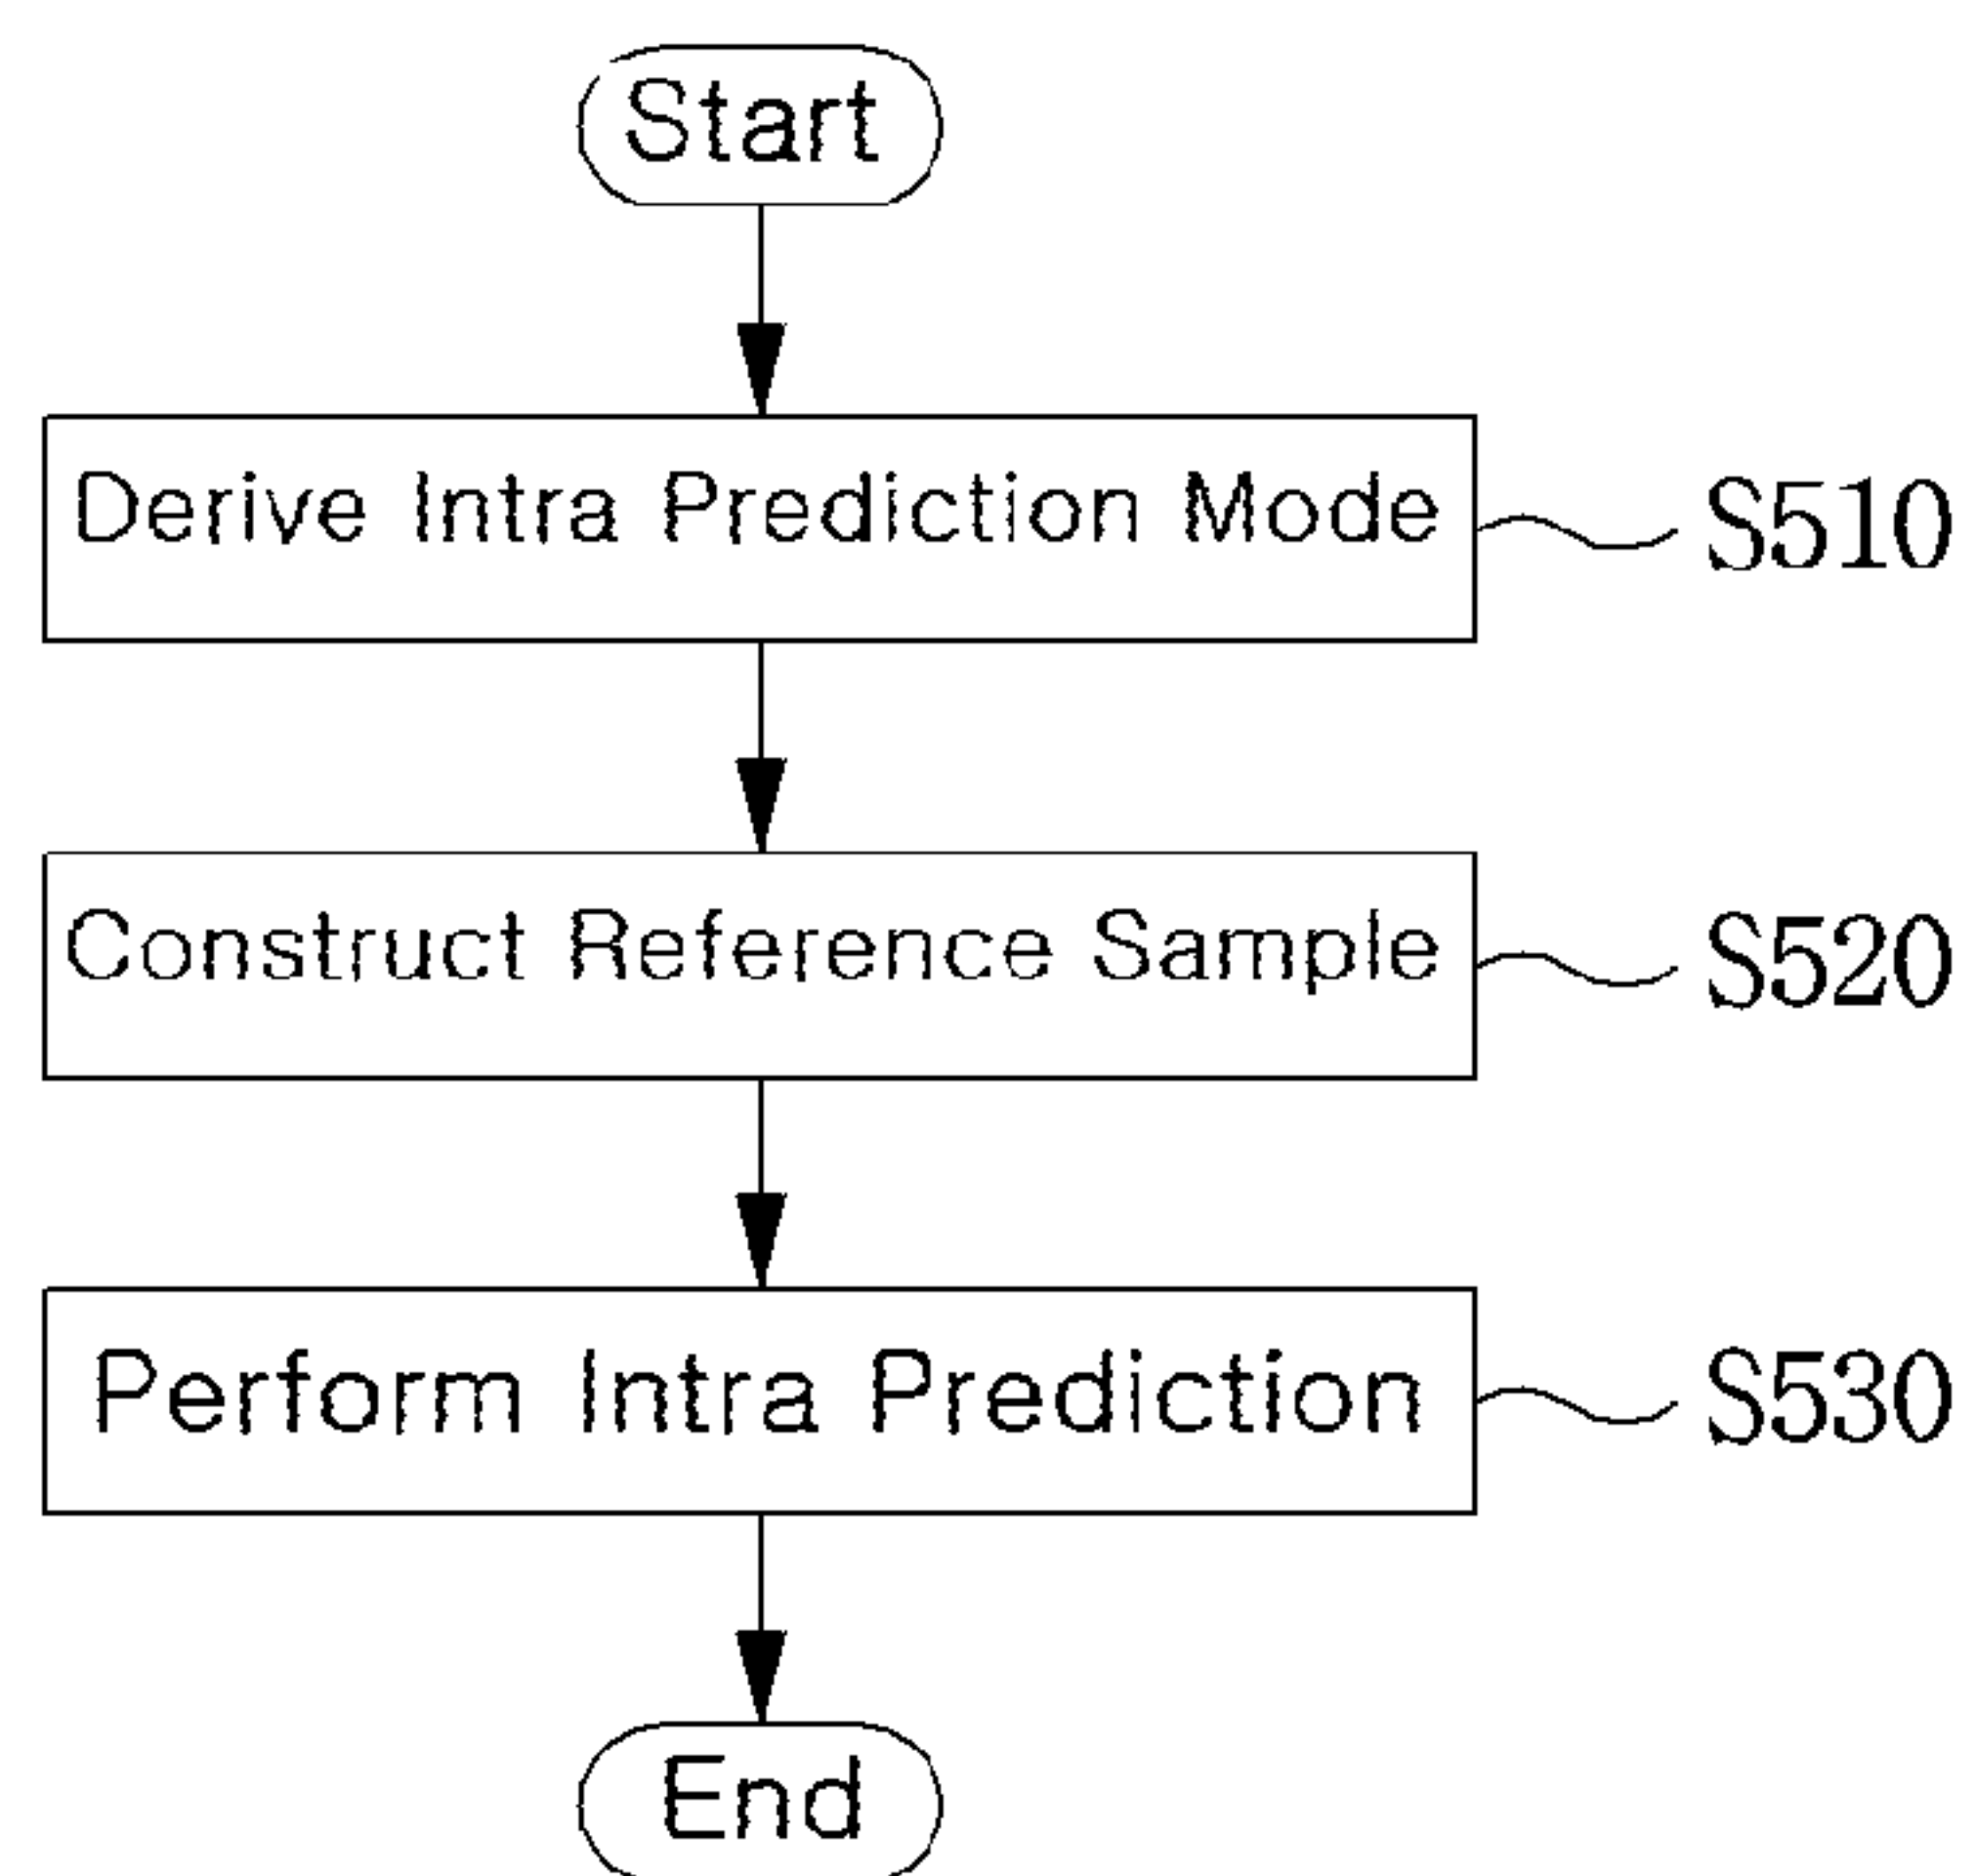 Start
Derive Intra Prediction Mode S510
Construct Reference Sample S520
Perform Intra Prediction S530
End